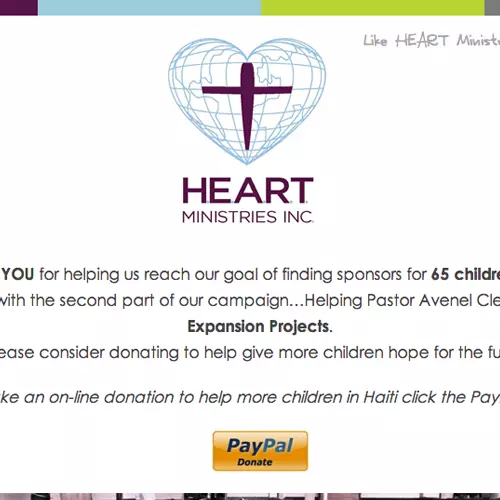 Like HEART Ministr
H.E.A.R.T.
MINISTRIES INC.
YOU for helping us reach our goal of finding sponsors for 65 childre
with the second part of our campaign...Helping Pastor Avenel Cle
Expansion Projects.
ease consider donating to help give more children hope for the fu
ke an on-line donation to help more children in Haiti click the Pay
PayPal
Donate